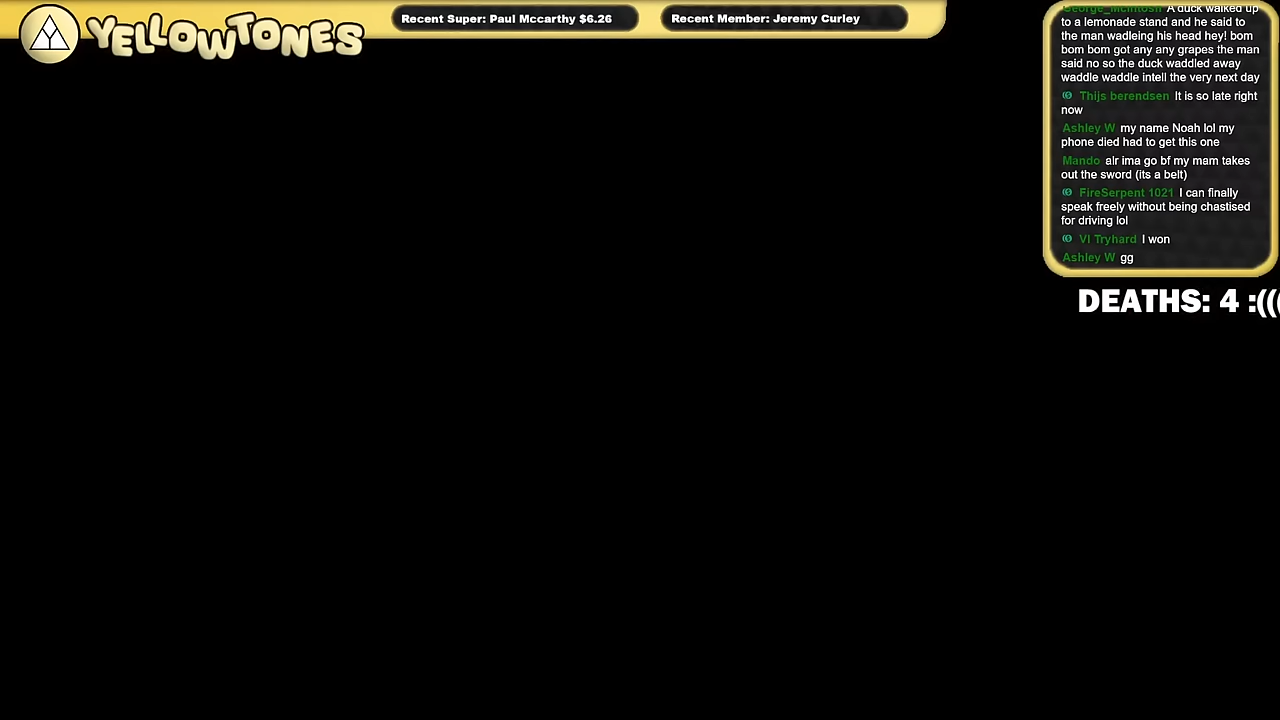 YELLOWTONES
Recent Super: Paul Mccarthy $6.26
Recent Member: Jeremy Curley
George_mcintosh A duck walked up
to a lemonade stand and he said to
the man wadleing his head hey! bom
bom bom got any any grapes the man
said no so the duck waddled away
waddle waddle intell the very next day
Thijs berendsen It is so late right
now
Ashley W my name Noah lol my
phone died had to get this one
Mando alr ima go bf my mam takes
out the sword (its a belt)
FireSerpent 1021 I can finally
speak freely without being chastised
for driving lol
VI Tryhard I won
Ashley W gg
DEATHS: 4 :(((